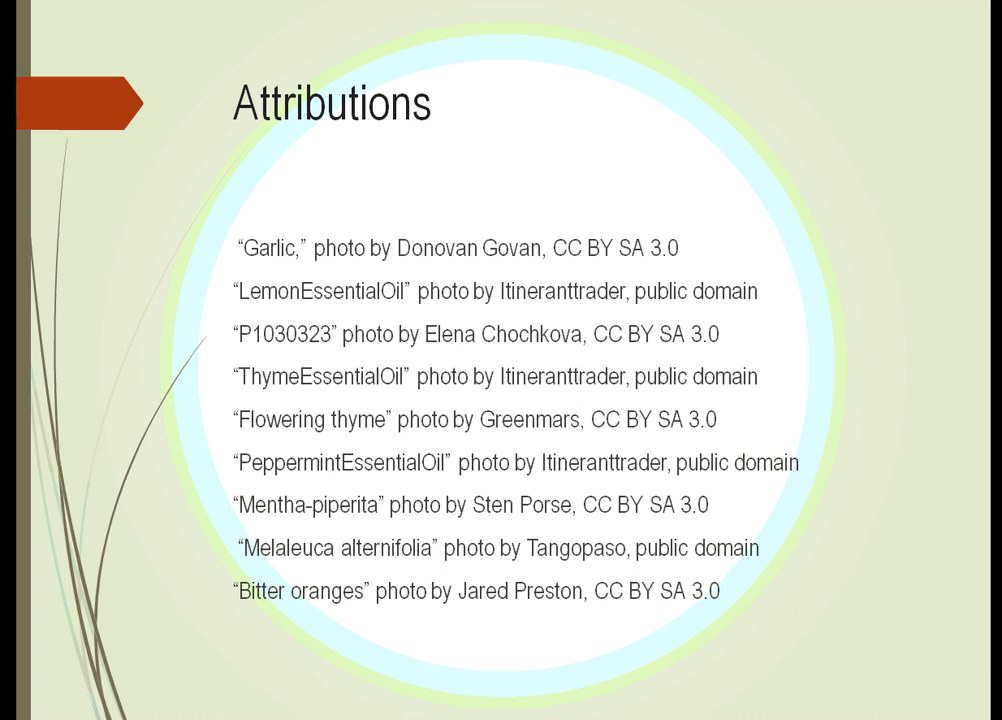 Attributions
“Garlic,” photo by Donovan Govan, CC BY SA 3.0
“LemonEssentialOil” photo by Itineranttrader, public domain
“P1030323” photo by Elena Chochkova, CC BY SA 3.0
“ThymeEssentialOil” photo by Itineranttrader, public domain
“Flowering thyme” photo by Greenmars, CC BY SA 3.0
“PeppermintEssentialOil” photo by Itineranttrader, public domain
“Mentha-piperita” photo by Sten Porse, CC BY SA 3.0
“Melaleuca alternifolia” photo by Tangopaso, public domain
“Bitter oranges” photo by Jared Preston, CC BY SA 3.0